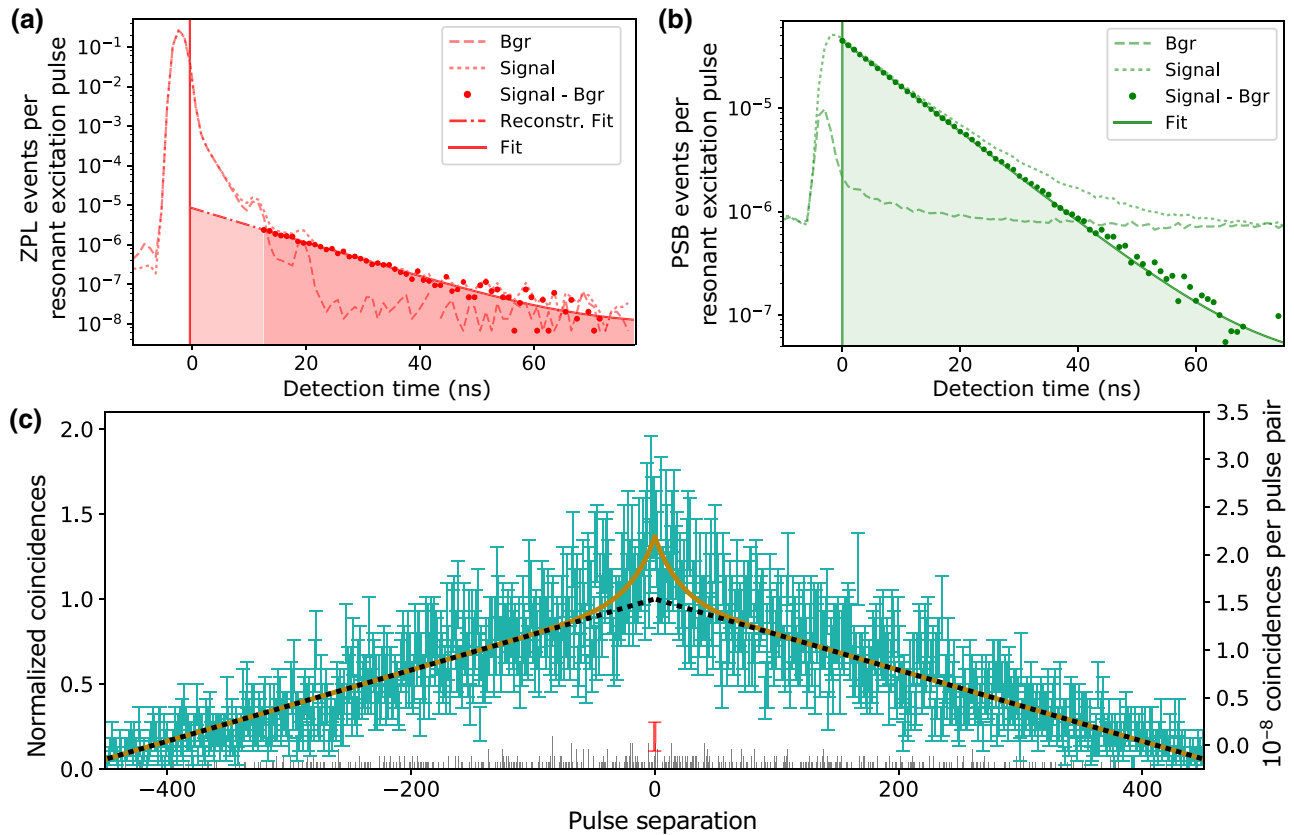 (a)
ZPL events per
resonant excitation pulse
10⁻¹
10⁻²
10⁻³
10⁻⁴
10⁻⁵
10⁻⁶
10⁻⁷
10⁻⁸
Bgr
Signal
Signal - Bgr
Reconstr. Fit
Fit
0
20
40
60
Detection time (ns)
(b)
PSB events per
resonant excitation pulse
10⁻⁵
10⁻⁶
10⁻⁷
Bgr
Signal
Signal - Bgr
Fit
0
20
40
60
Detection time (ns)
(c)
Normalized coincidences
2.0
1.5
1.0
0.5
0.0
−400
−200
0
200
400
Pulse separation
3.5
3.0
2.5
2.0
1.5
1.0
0.5
0.0
10⁻⁸ coincidences per pulse pair